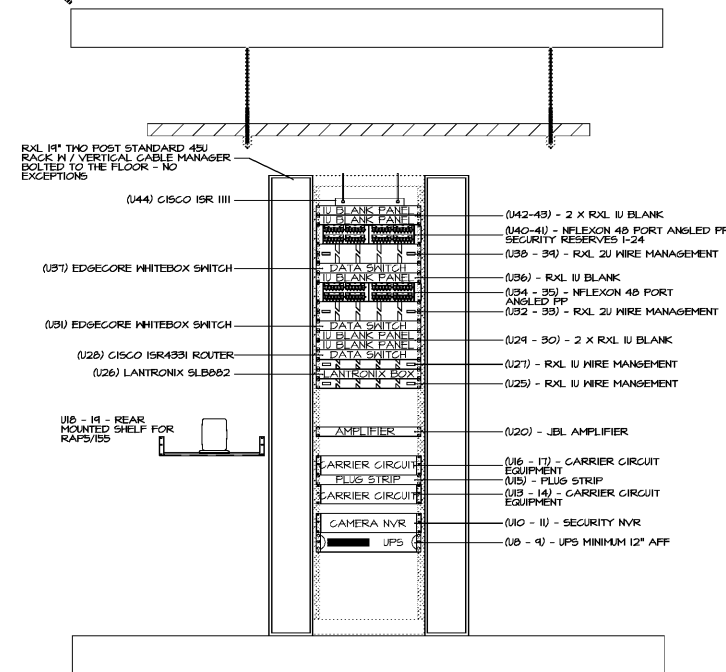 RXL 19" TWO POST STANDARD 45U
RACK W / VERTICAL CABLE MANAGER
BOLTED TO THE FLOOR - NO
EXCEPTIONS
(U44) CISCO ISR 1111
(U37) EDGECORE WHITEBOX SWITCH
(U31) EDGECORE WHITEBOX SWITCH
(U28) CISCO ISR4331 ROUTER
(U26) LANTRONIX SLB882
U18 - 19 - REAR
MOUNTED SHELF FOR
RAP5/155
1U BLANK PANEL
1U BLANK PANEL
DATA SWITCH
1U BLANK PANEL
DATA SWITCH
1U BLANK PANEL
1U BLANK PANEL
DATA SWITCH
LANTRONIX BOX
AMPLIFIER
CARRIER CIRCUIT
PLUG STRIP
CARRIER CIRCUIT
CAMERA NVR
UPS
(U42-43) - 2 X RXL 1U BLANK
(U40-41) - NFLEXON 48 PORT ANGLED PP
SECURITY RESERVES 1-24
(U38 - 39) - RXL 2U WIRE MANAGEMENT
(U36) - RXL 1U BLANK
(U34 - 35) - NFLEXON 48 PORT
ANGLED PP
(U32 - 33) - RXL 2U WIRE MANAGEMENT
(U29 - 30) - 2 X RXL 1U BLANK
(U27) - RXL 1U WIRE MANAGEMENT
(U25) - RXL 1U WIRE MANGEMENT
(U20) - JBL AMPLIFIER
(U16 - 17) - CARRIER CIRCUIT
EQUIPMENT
(U15) - PLUG STRIP
(U13 - 14) - CARRIER CIRCUIT
EQUIPMENT
(U10 - 11) - SECURITY NVR
(U8 - 9) - UPS MINIMUM 12" AFF